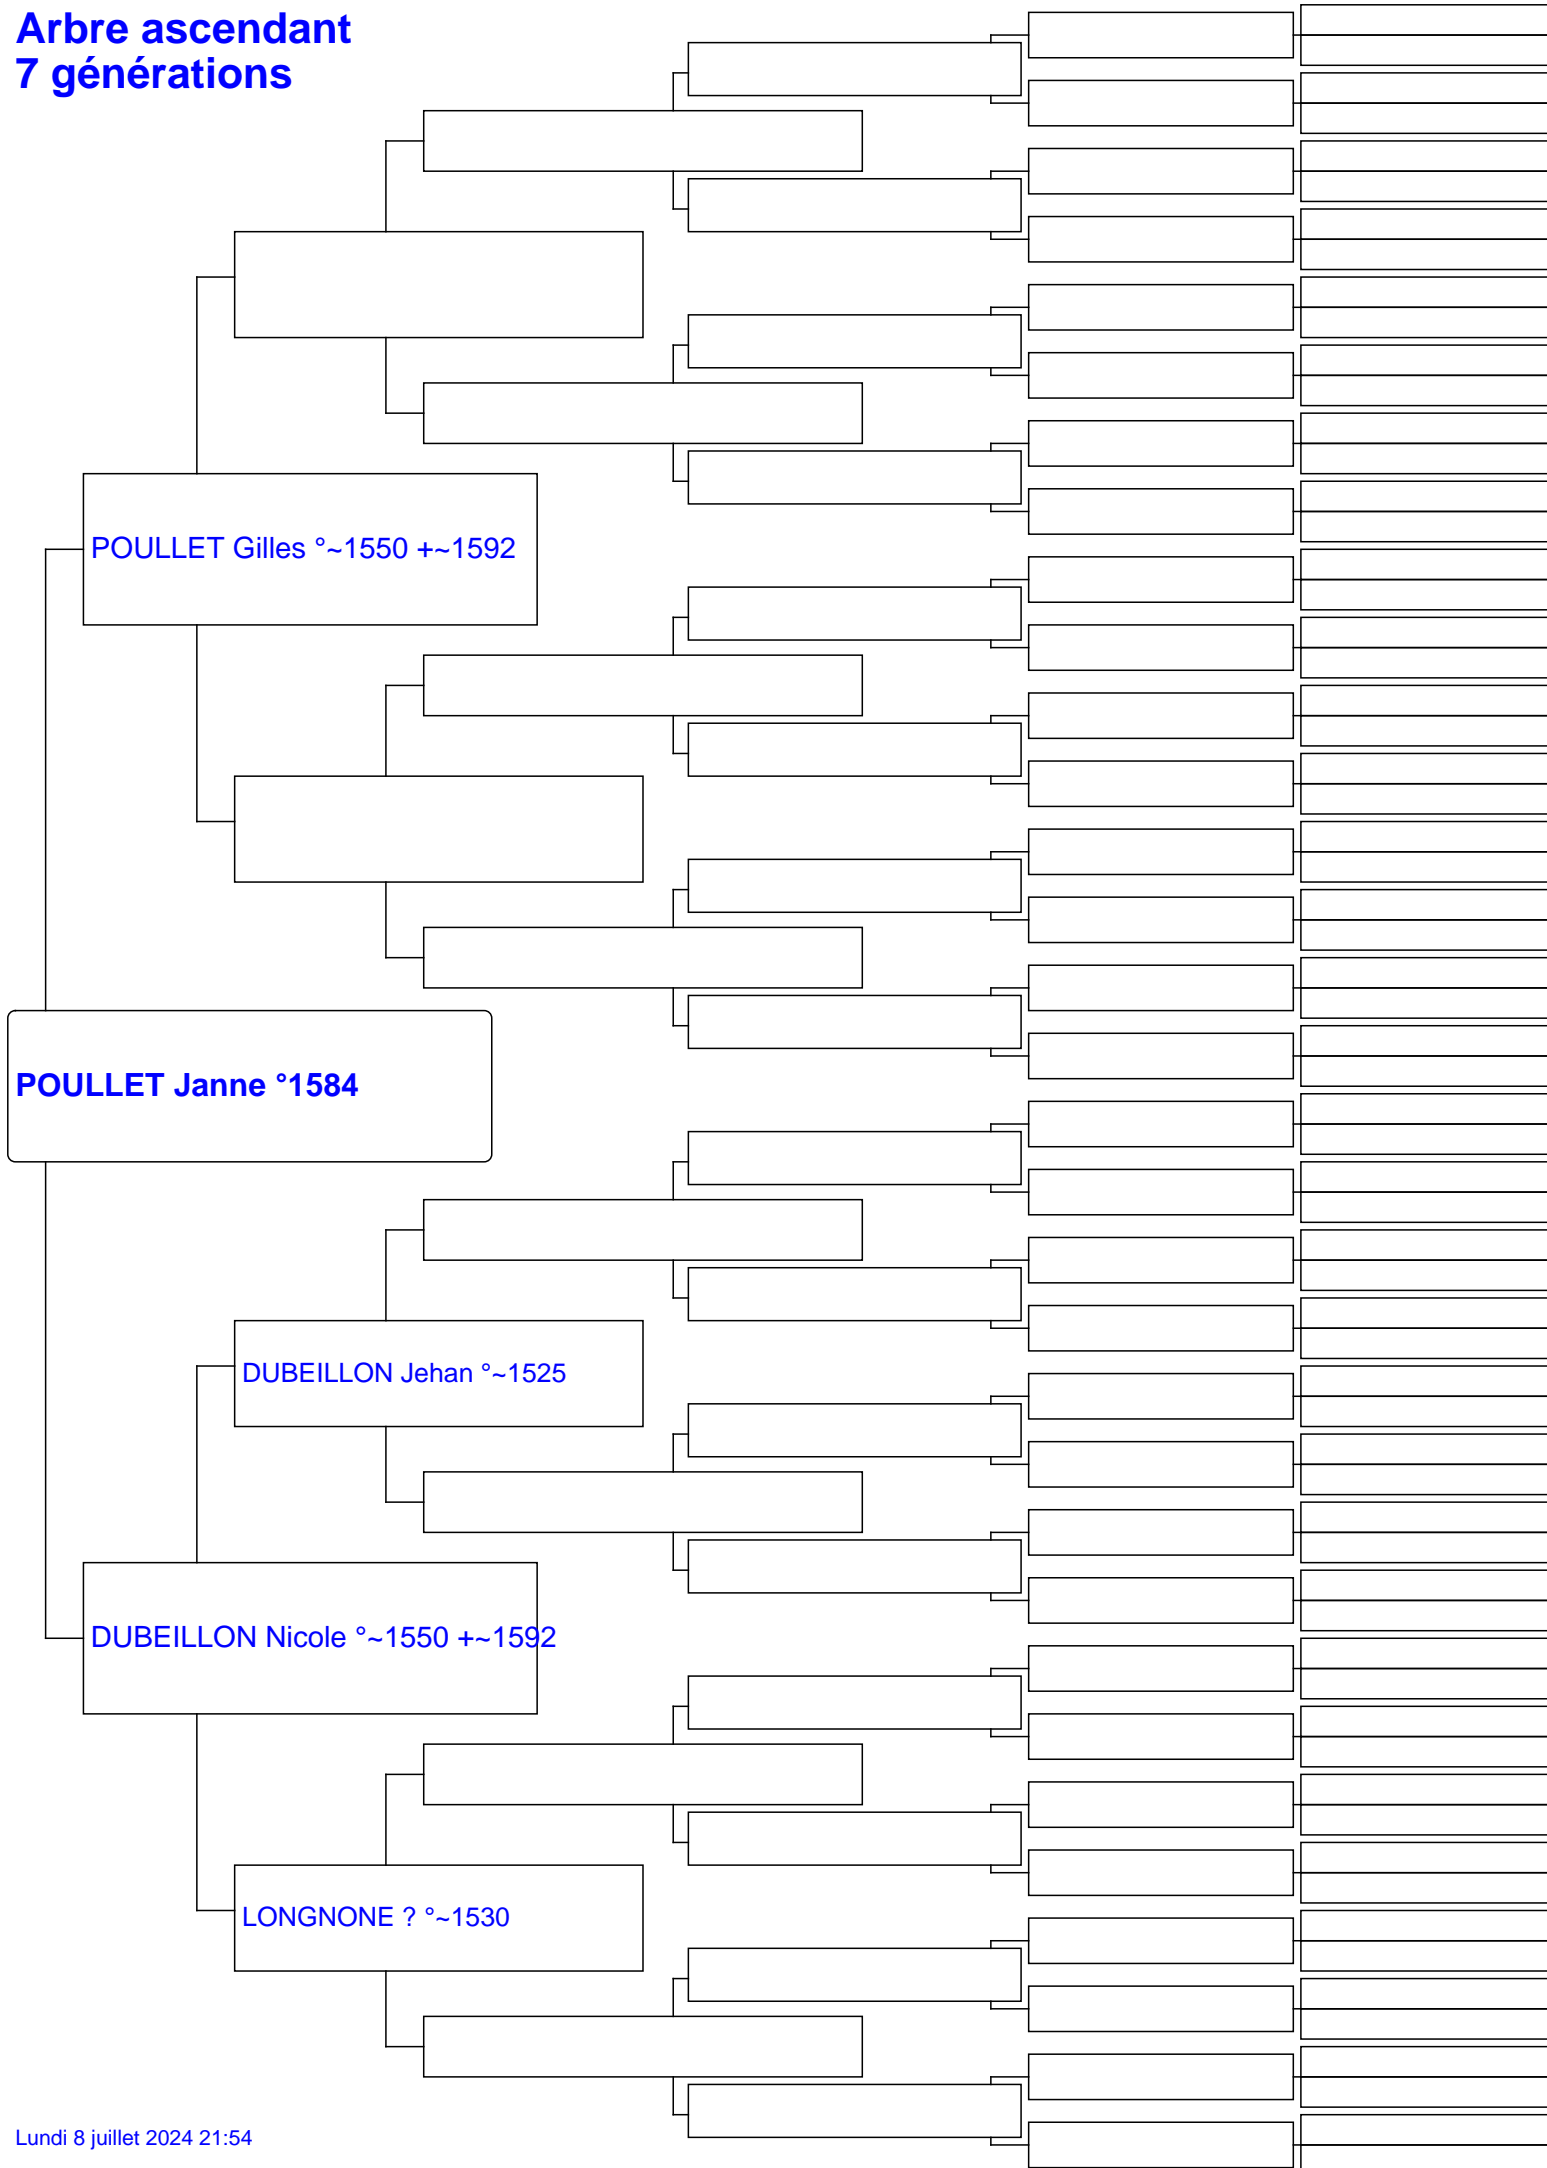 Arbre ascendant
7 générations
POULLET Gilles °~1550 +~1592
POULLET Janne °1584
DUBEILLON Jehan °~1525
DUBEILLON Nicole °~1550 +~1592
LONGNONE ? °~1530
Lundi 8 juillet 2024 21:54